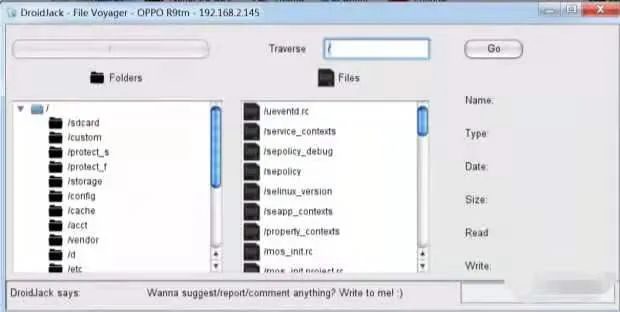 DroidJack - File Voyager - OPPO R9tm - 192.168.2.145
/
Traverse
/
Go
Folders
Files
/
/sdcard
/custom
/protect_s
/protect_f
/storage
/config
/cache
/acct
/vendor
/d
/etc
/ueventd.rc
/service_contexts
/sepolicy_debug
/sepolicy
/selinux_version
/seapp_contexts
/property_contexts
/mos_init.rc
/mos_init.project.rc
Name:
Type:
Date:
Size:
Read
Write:
DroidJack says:
Wanna suggest/report/comment anything? Write to me! :)